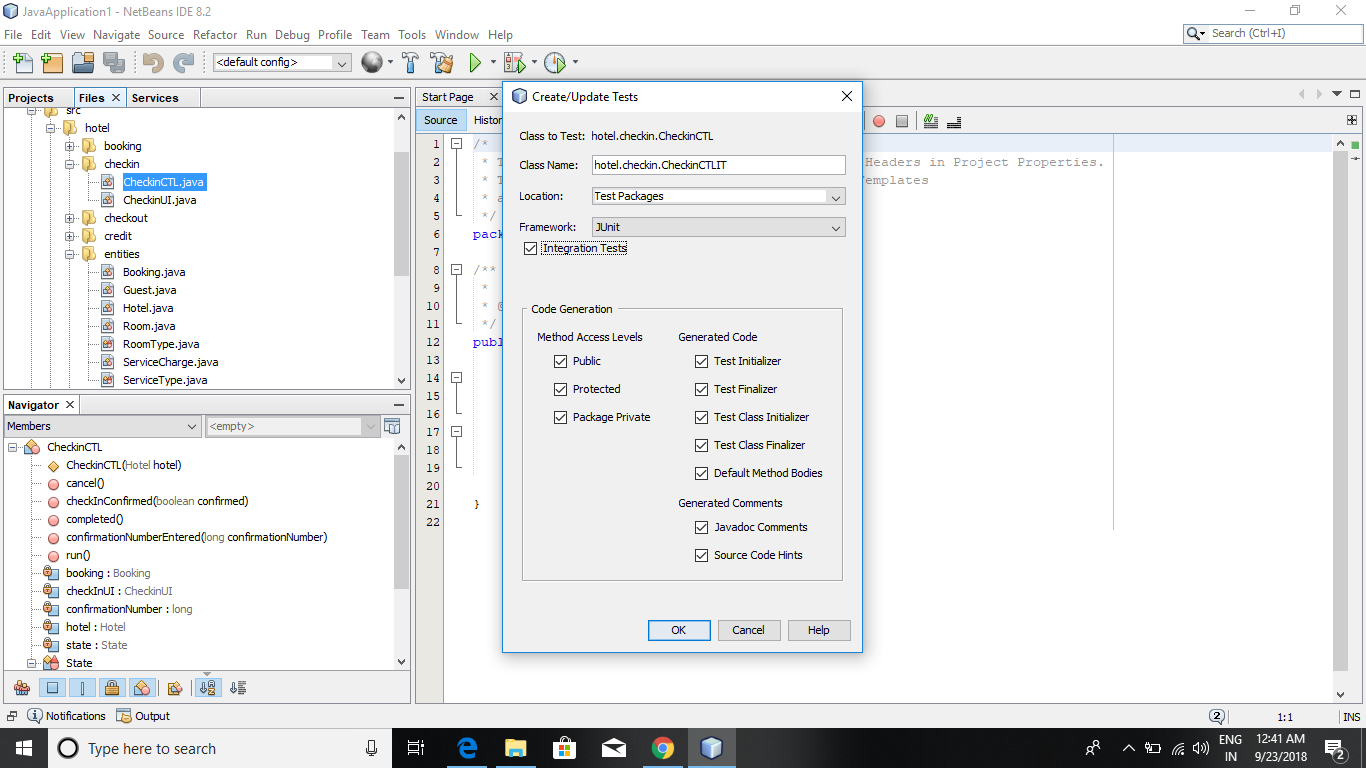 JavaApplication1 - NetBeans IDE 8.2
File Edit View Navigate Source Refactor Run Debug Profile Team Tools Window Help
Search (Ctrl+I)
<default config>
Projects Files Services
src
hotel
booking
checkin
CheckinCTL.java
CheckinUI.java
checkout
credit
entities
Booking.java
Guest.java
Hotel.java
Room.java
RoomType.java
ServiceCharge.java
ServiceType.java
Navigator
Members <empty>
CheckinCTL
CheckinCTL(Hotel hotel)
cancel()
checkInConfirmed(boolean confirmed)
completed()
confirmationNumberEntered(long confirmationNumber)
run()
booking : Booking
checkInUI : CheckinUI
confirmationNumber : long
hotel : Hotel
state : State
State
Start Page
Source Histor
1 /*
2 * T Headers in Project Properties.
3 * T emplates
4 * a
5 */
6 pack
7
8 /**
9 *
10 * @
11 */
12 publ
13
14
15
16
17
18
19
20
21 }
22
Create/Update Tests
Class to Test: hotel.checkin.CheckinCTL
Class Name: hotel.checkin.CheckinCTLIT
Location: Test Packages
Framework: JUnit
Integration Tests
Code Generation
Method Access Levels Generated Code
Public Test Initializer
Protected Test Finalizer
Package Private Test Class Initializer
Test Class Finalizer
Default Method Bodies
Generated Comments
Javadoc Comments
Source Code Hints
OK Cancel Help
Notifications Output 2 1:1 INS
Type here to search
ENG
IN
12:41 AM
9/23/2018
2